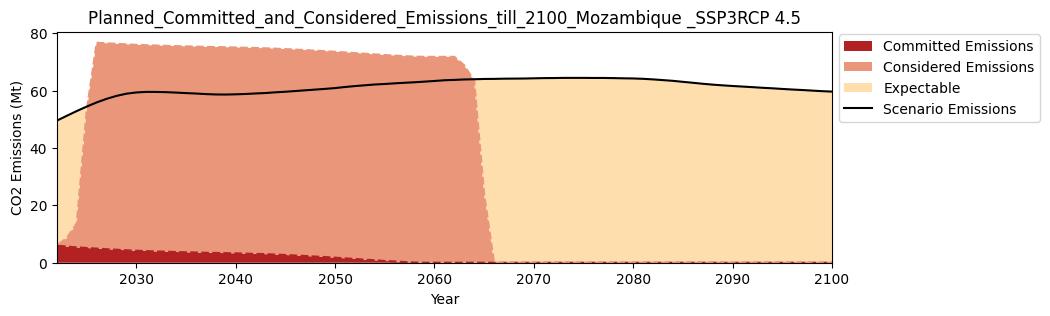 Planned_Committed_and_Considered_Emissions_till_2100_Mozambique _SSP3RCP 4.5
CO2 Emissions (Mt)
80
60
40
20
0
2030 2040 2050 2060 2070 2080 2090 2100
Year
Committed Emissions
Considered Emissions
Expectable
Scenario Emissions